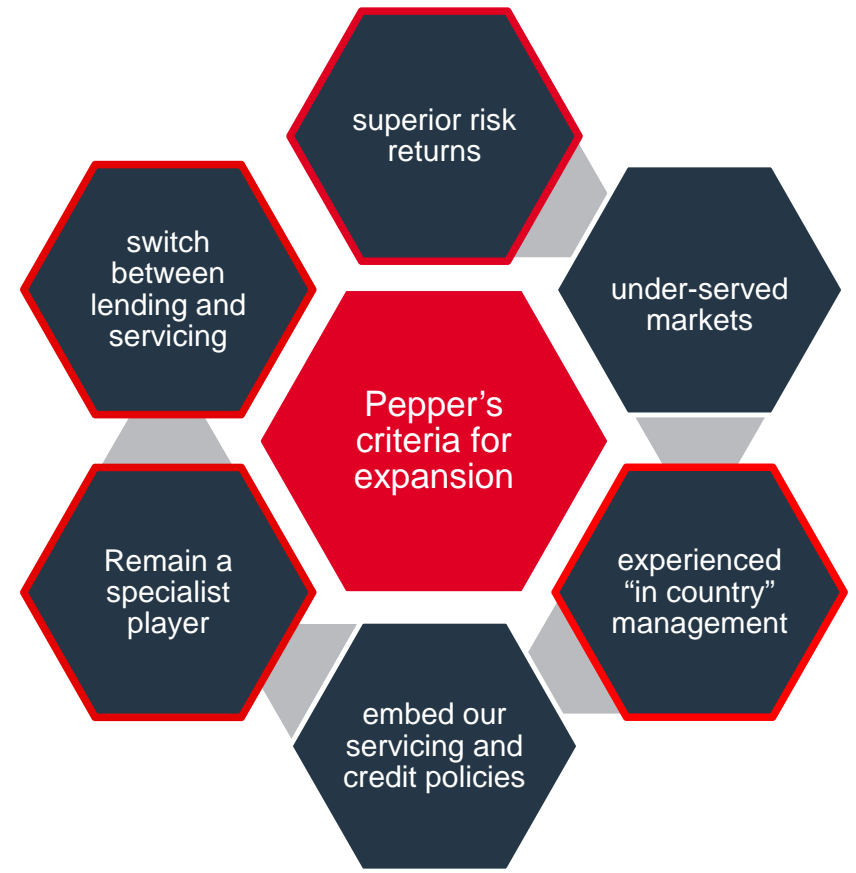 superior risk
returns
under-served
markets
experienced
“in country”
management
embed our
servicing and
credit policies
Remain a
specialist
player
switch
between
lending and
servicing
Pepper’s
criteria for
expansion